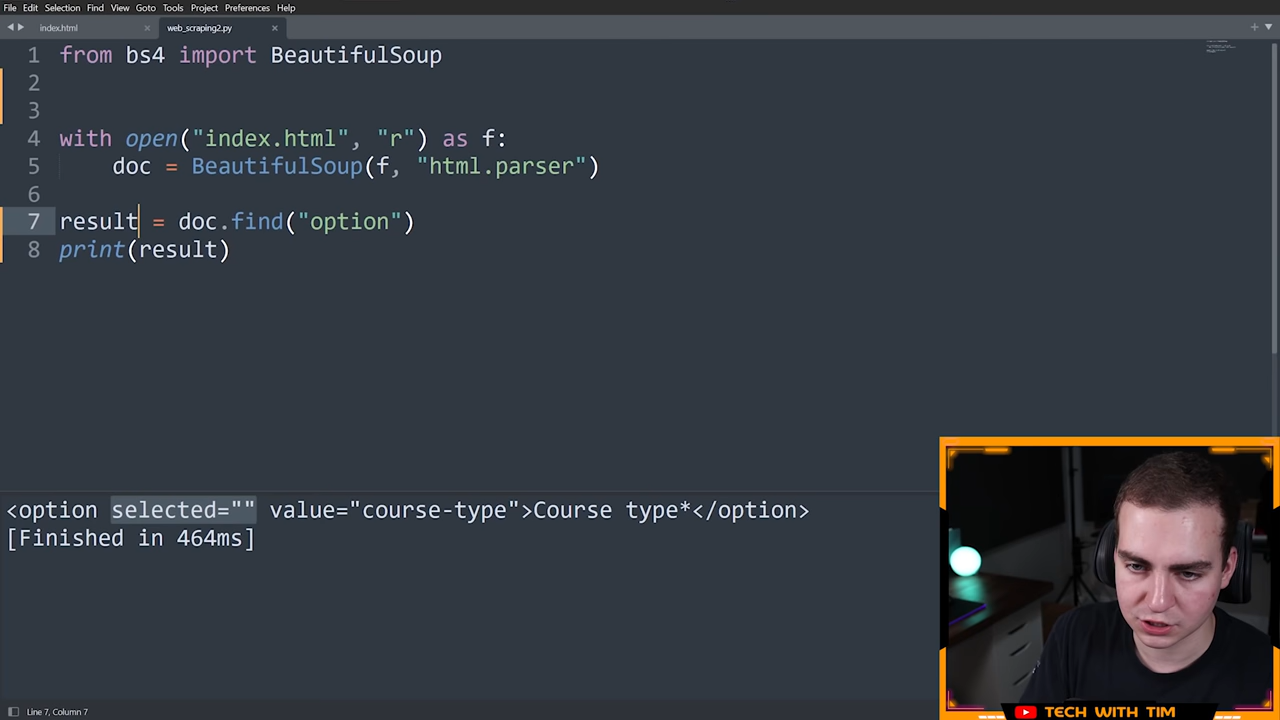 File Edit Selection Find View Goto Tools Project Preferences Help
index.html × web_scraping2.py ×
1 from bs4 import BeautifulSoup
2
3
4 with open("index.html", "r") as f:
5 doc = BeautifulSoup(f, "html.parser")
6
7 result = doc.find("option")
8 print(result)
<option selected="" value="course-type">Course type*</option>
[Finished in 464ms]
TECH WITH TIM
Line 7, Column 7